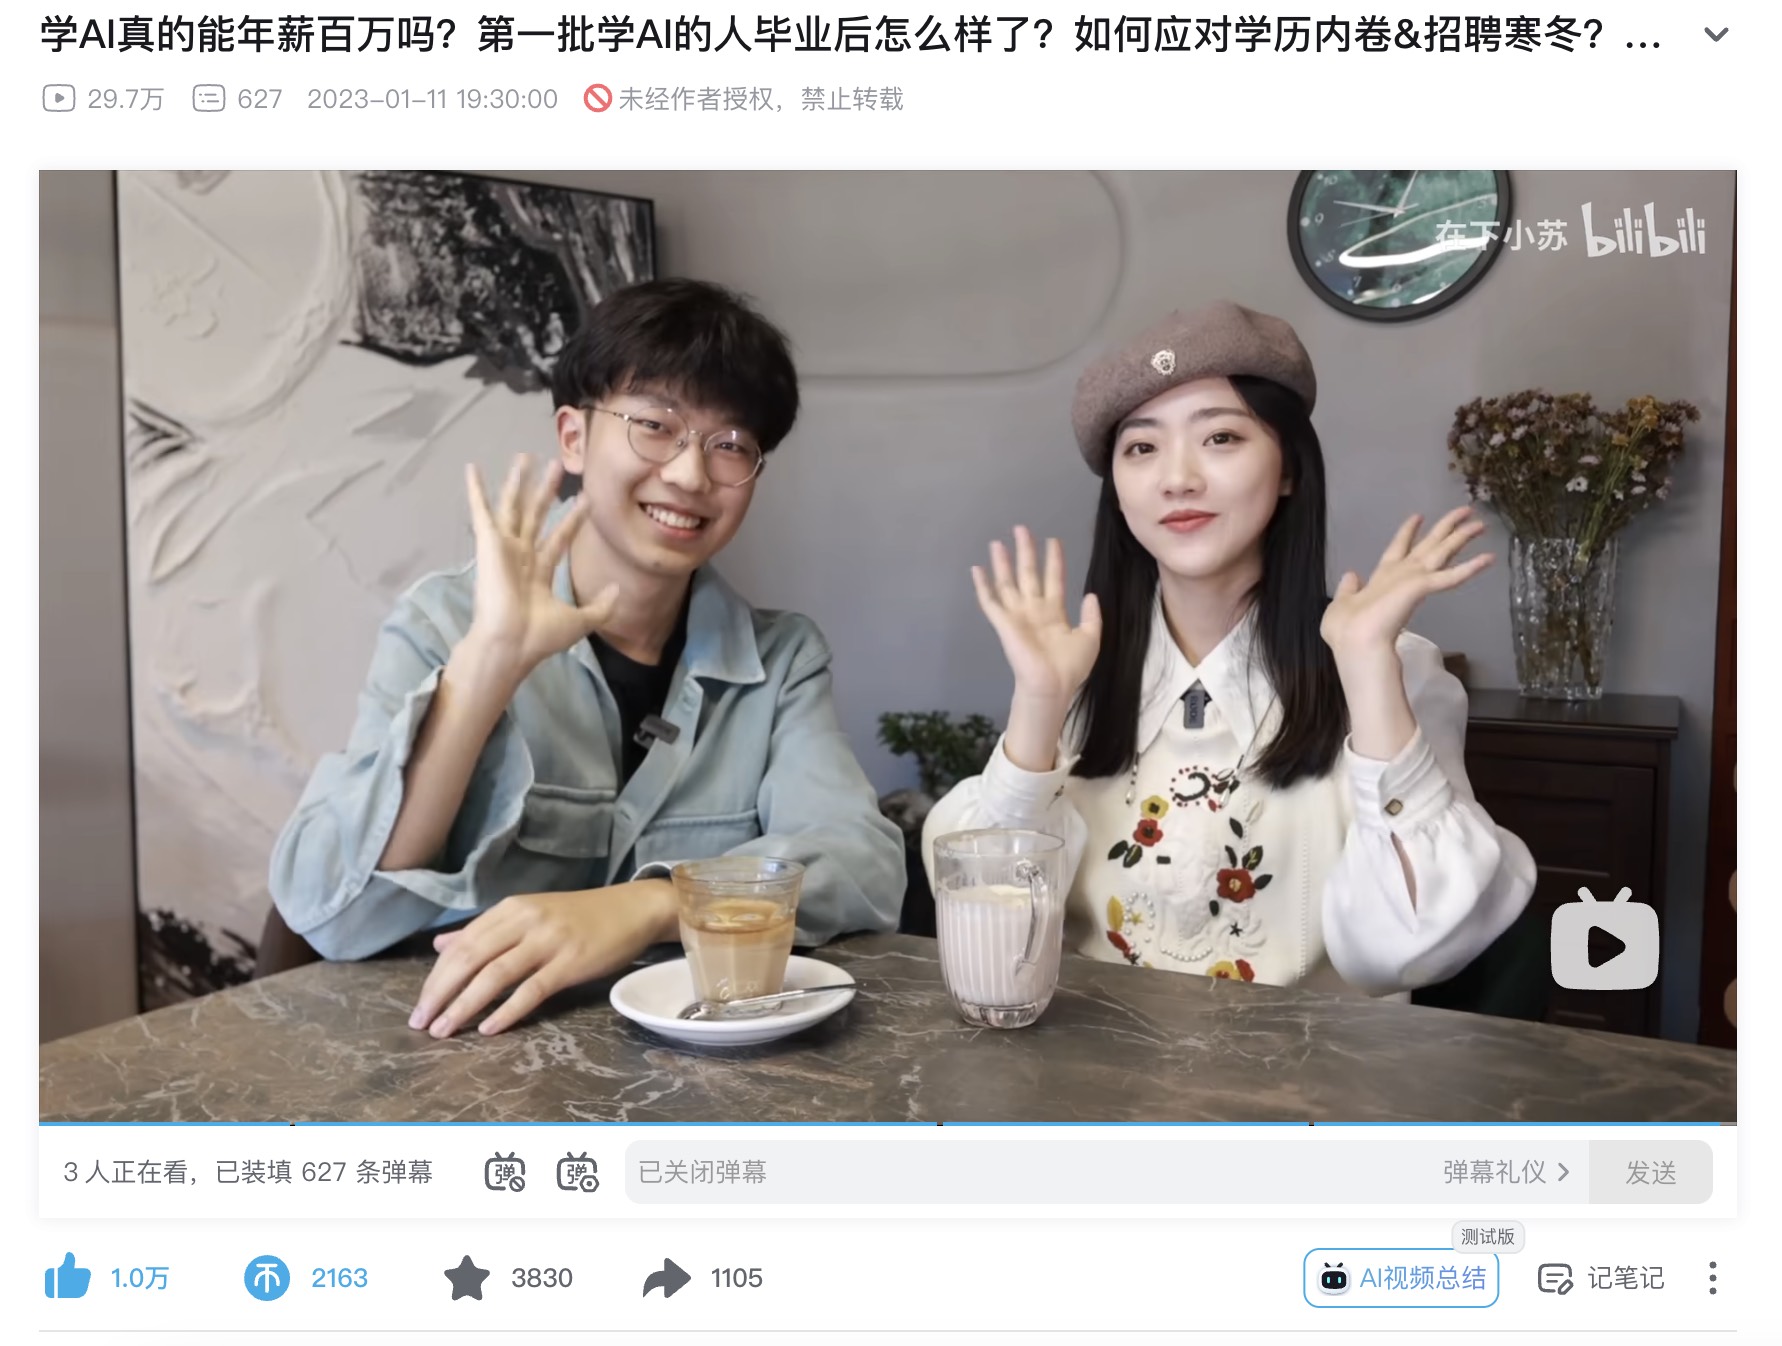 学AI真的能年薪百万吗？第一批学AI的人毕业后怎么样了？如何应对学历内卷&招聘寒冬？...
29.7万 627 2023-01-11 19:30:00 未经作者授权，禁止转载
在下小苏 bilibili
3 人正在看，已装填 627 条弹幕 弹 弹 已关闭弹幕 弹幕礼仪 > 发送
测试版
1.0万 2163 3830 1105 AI视频总结 记笔记